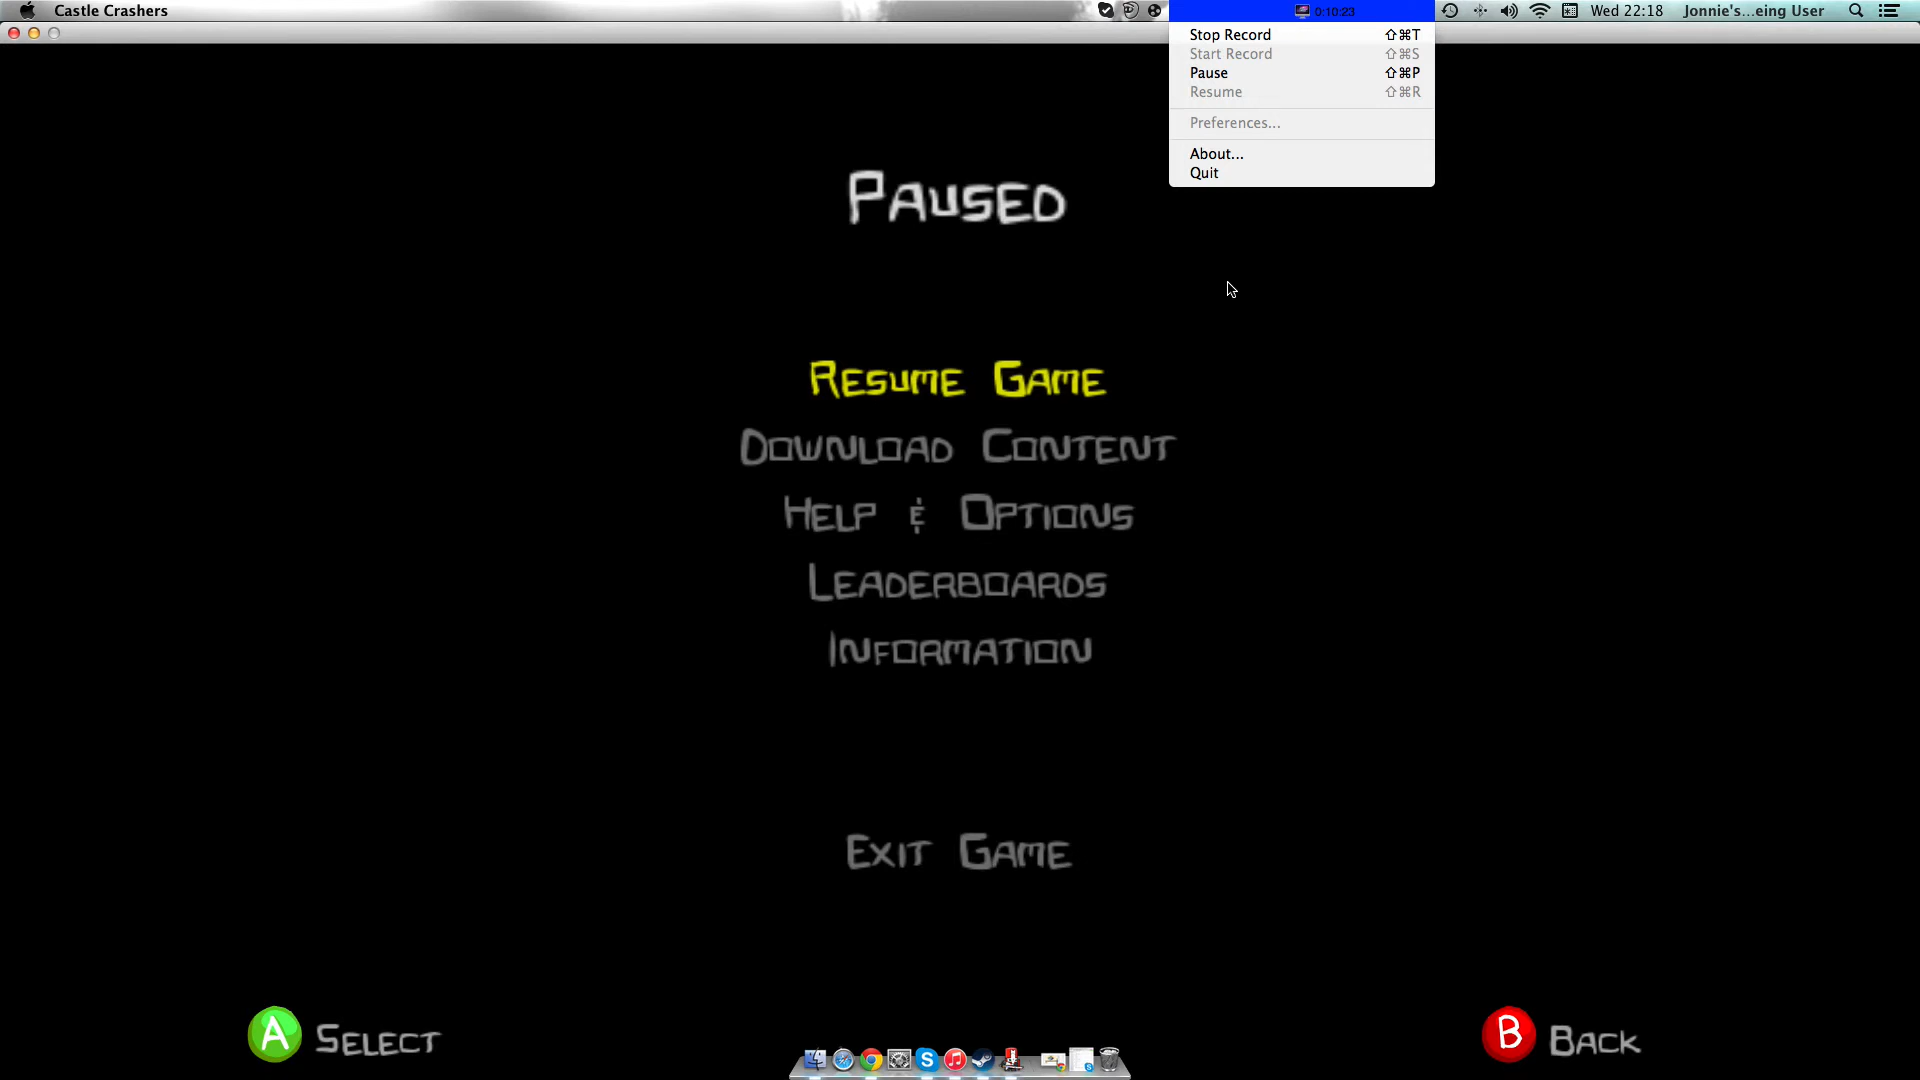 Castle Crashers
0:10:23
Wed 22:18
Jonnie's...eing User
Stop Record ⇧⌘T
Start Record ⇧⌘S
Pause ⇧⌘P
Resume ⇧⌘R
Preferences...
About...
Quit
PAUSED
RESUME GAME
DOWNLOAD CONTENT
HELP & OPTIONS
LEADERBOARDS
INFORMATION
EXIT GAME
A SELECT
B BACK